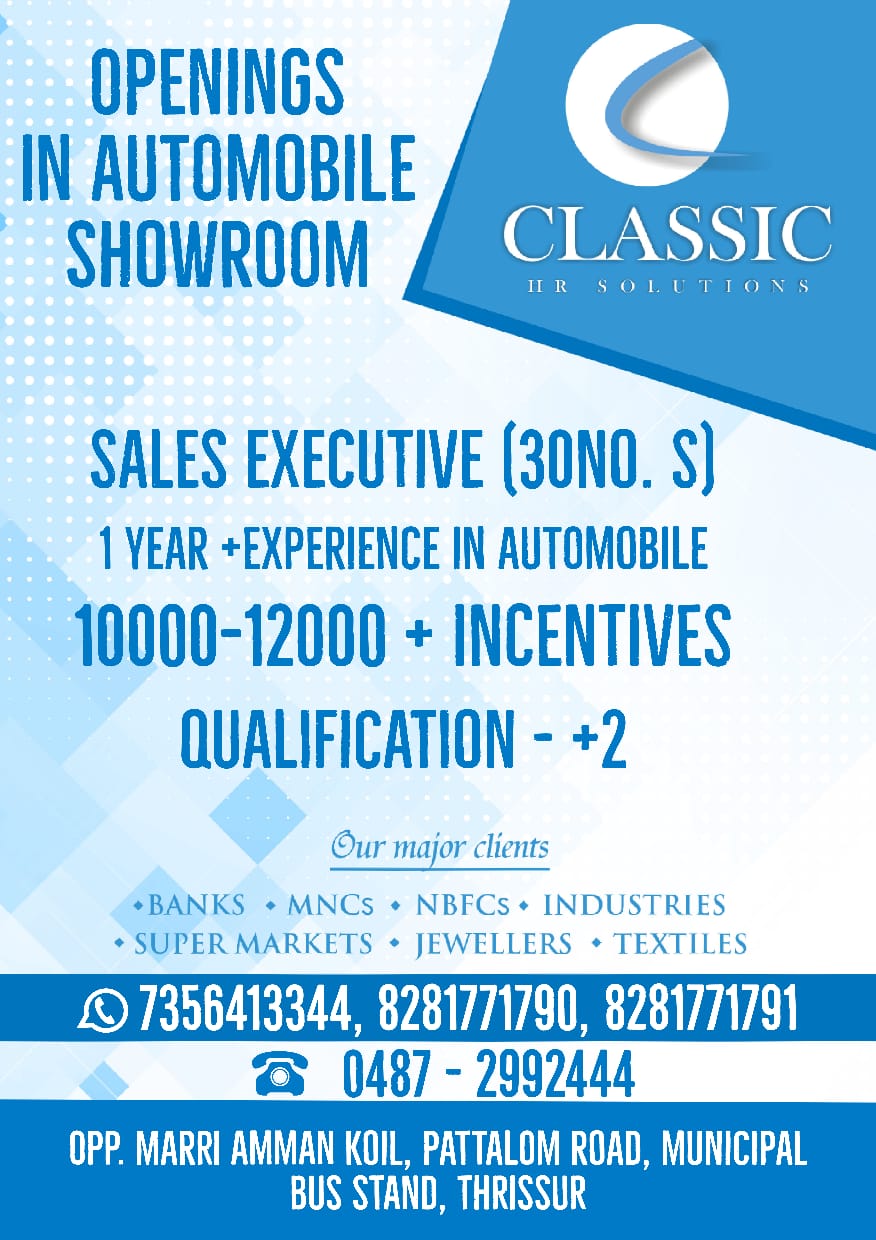 OPENINGS
IN AUTOMOBILE
SHOWROOM
CLASSIC
HR SOLUTIONS
SALES EXECUTIVE (30NO. S)
1 YEAR +EXPERIENCE IN AUTOMOBILE
10000-12000 + INCENTIVES
QUALIFICATION - +2
Our major clients
◆BANKS ◆ MNCs ◆ NBFCs ◆ INDUSTRIES
◆ SUPER MARKETS ◆ JEWELLERS ◆ TEXTILES
7356413344, 8281771790, 8281771791
0487 - 2992444
OPP. MARRI AMMAN KOIL, PATTALOM ROAD, MUNICIPAL
BUS STAND, THRISSUR